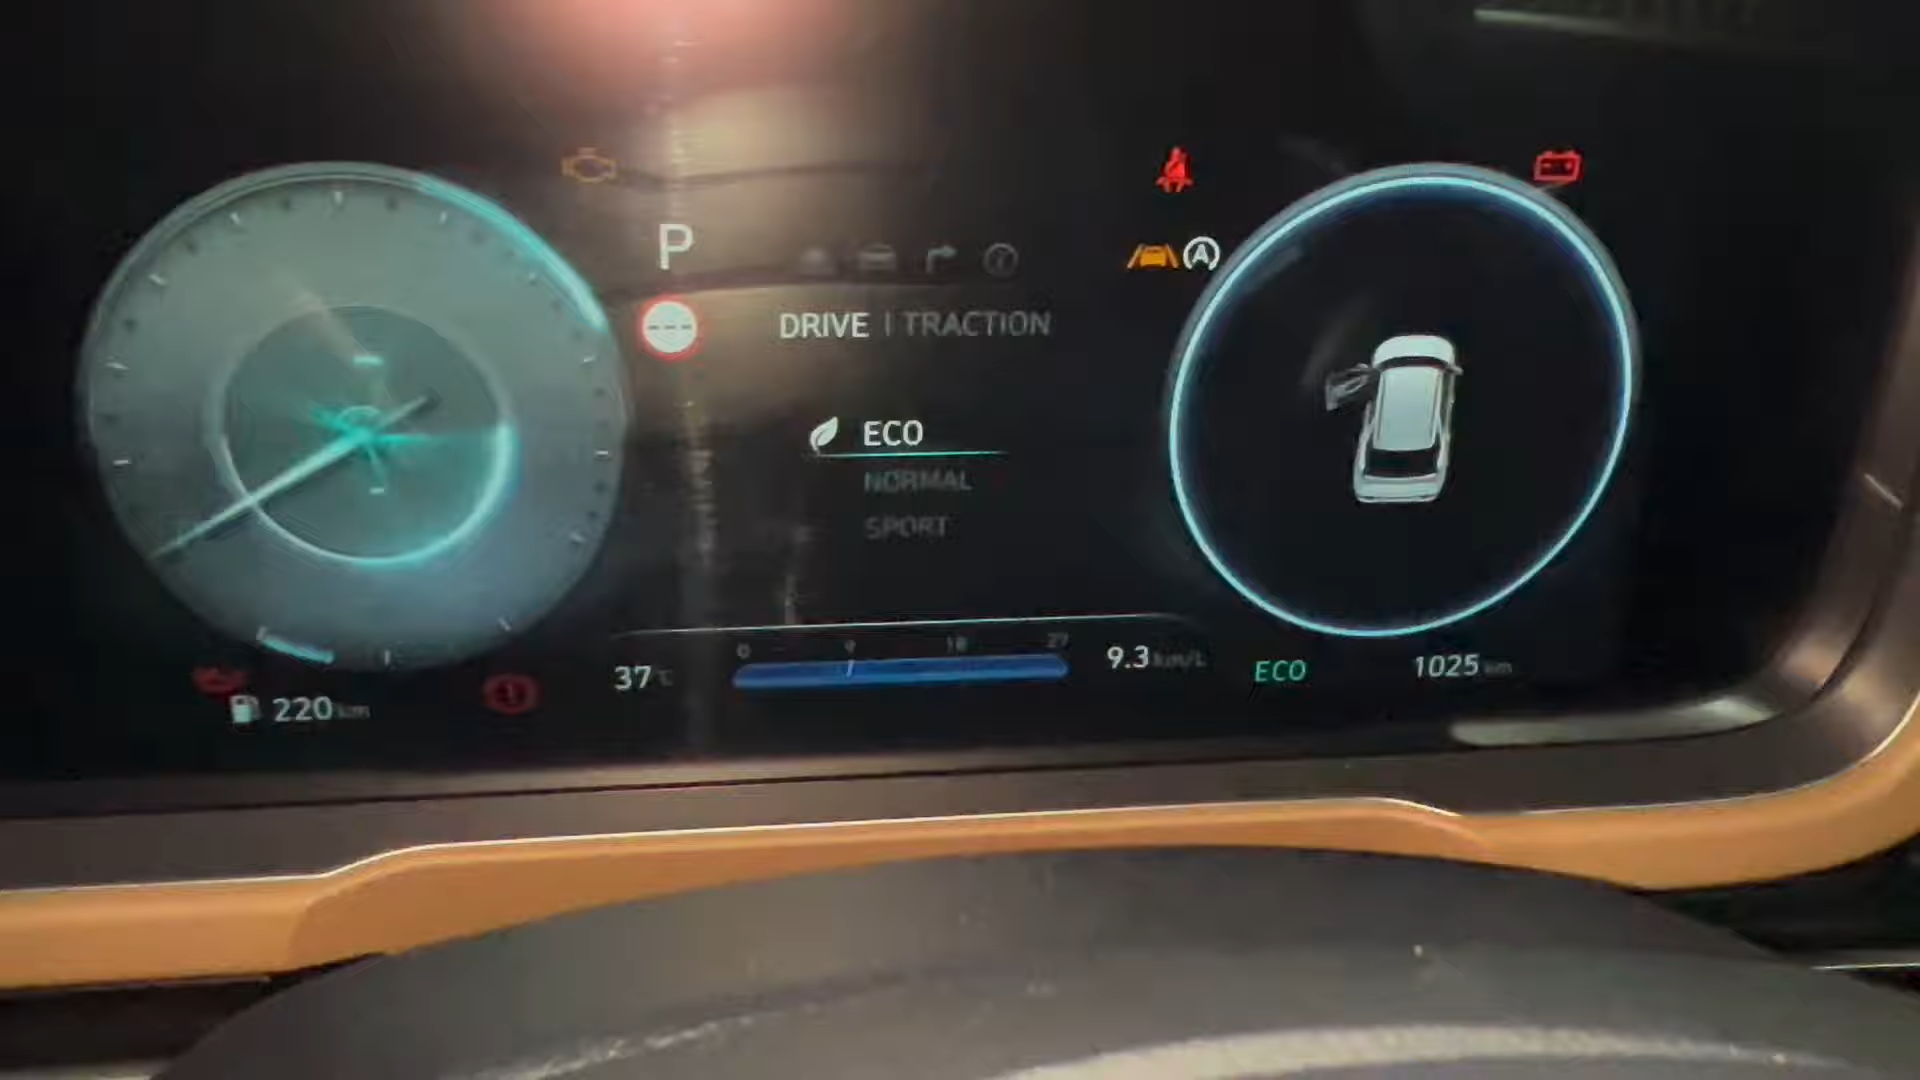 P
A
DRIVE | TRACTION
ECO
NORMAL
SPORT
0 9 18 27
37 °C
9.3 km/L
ECO
1025 km
220 km